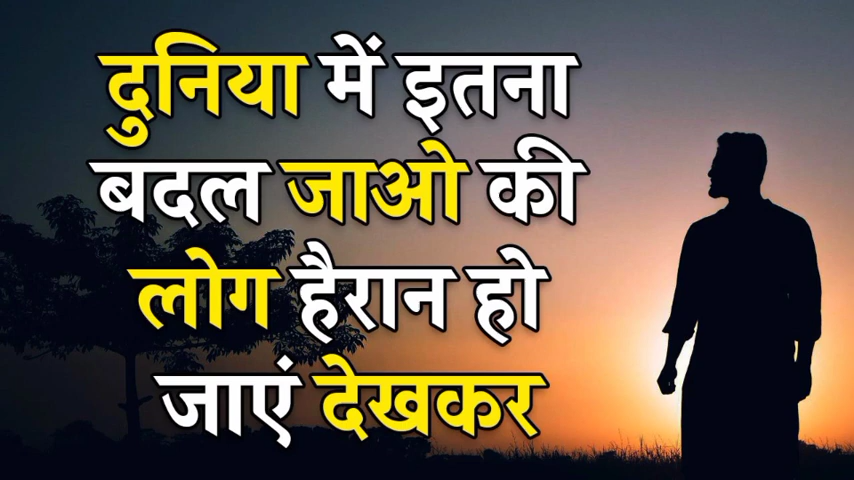 दुनिया में इतना
बदल जाओ की
लोग हैरान हो
जाएं देखकर